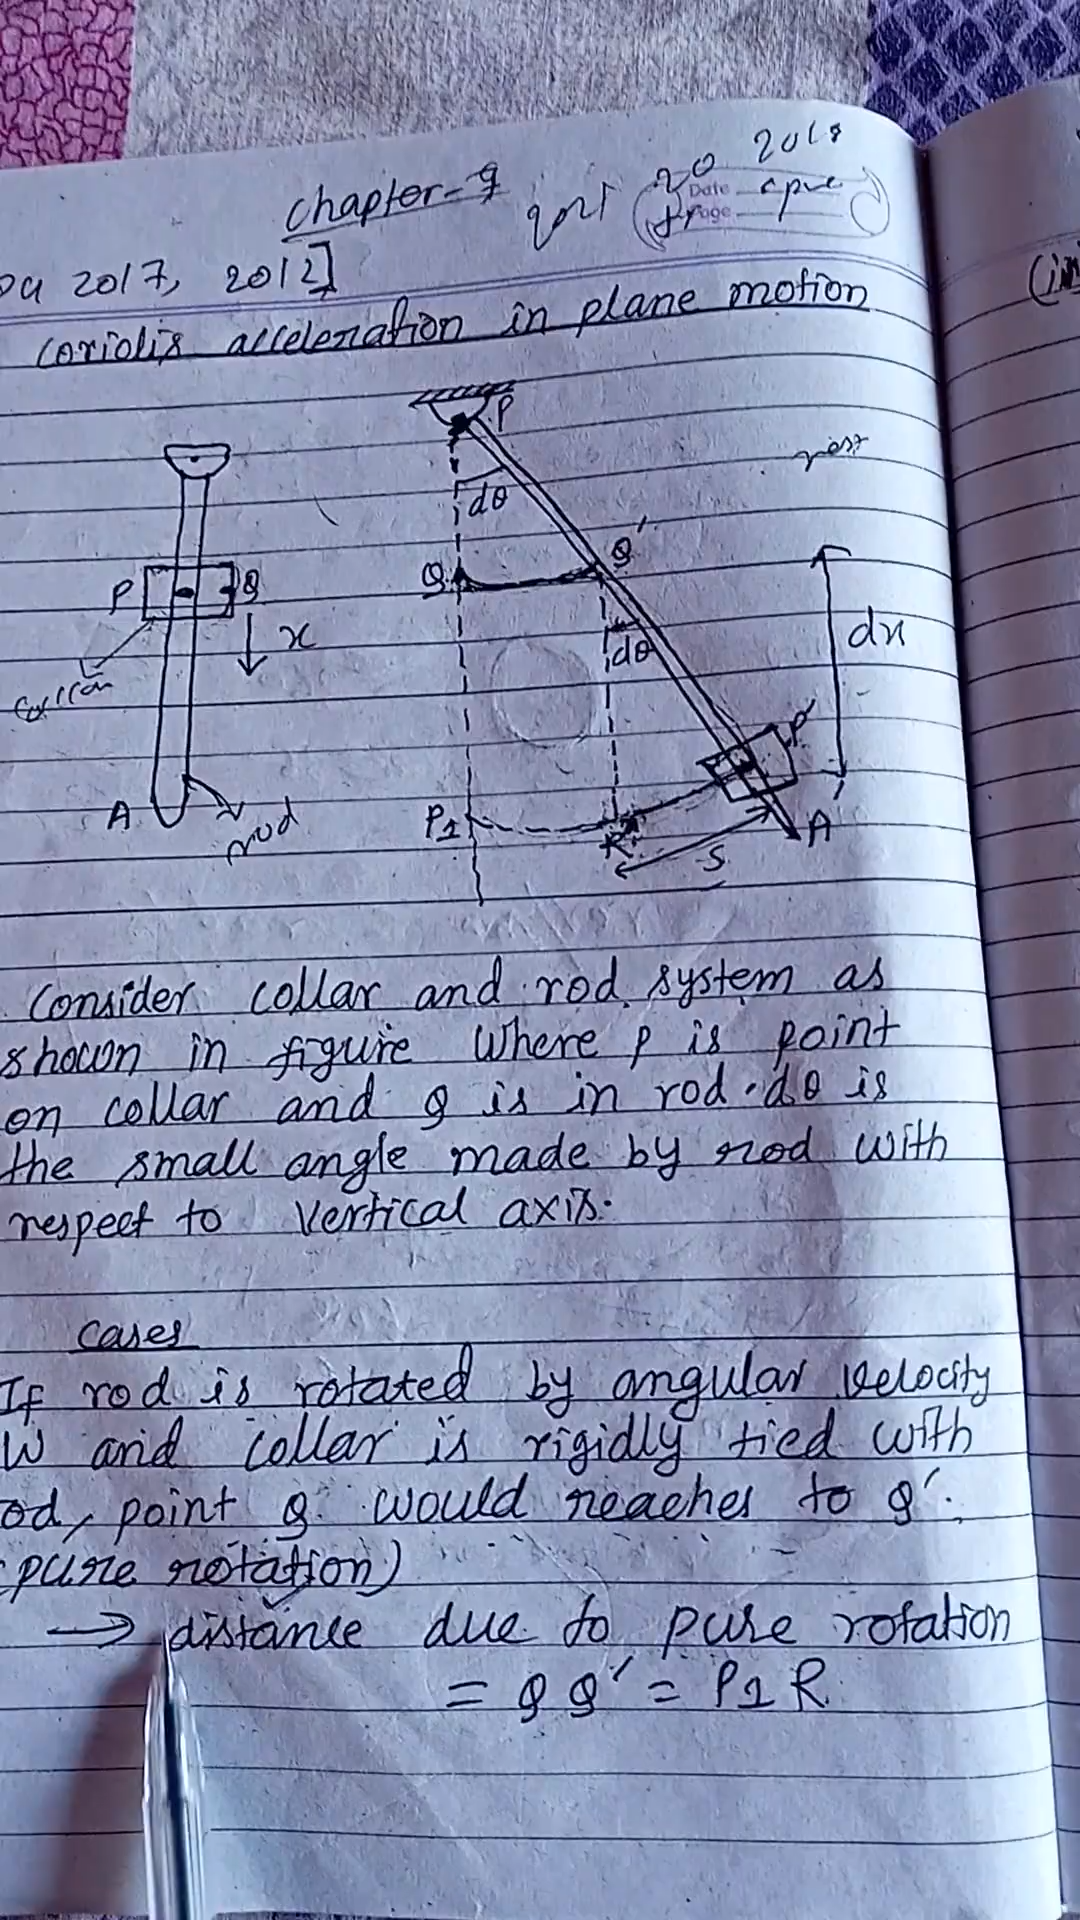 chapter-9
2018
20
Date
Page
2017, 2012]
coriolis acceleration in plane motion
P
dθ
Q
Q'
P
Q
x
dθ
dx
collar
A
rod
P'
P1
R
S
A'
Consider collar and rod system as
shown in figure where p is point
on collar and Q is in rod. dθ is
the small angle made by rod with
respect to vertical axis.
Cases
If rod is rotated by angular velocity
W and collar is rigidly tied with
od, point Q would reaches to Q'.
pure rotation)
→ distance due to pure rotation
= QQ' = P1R